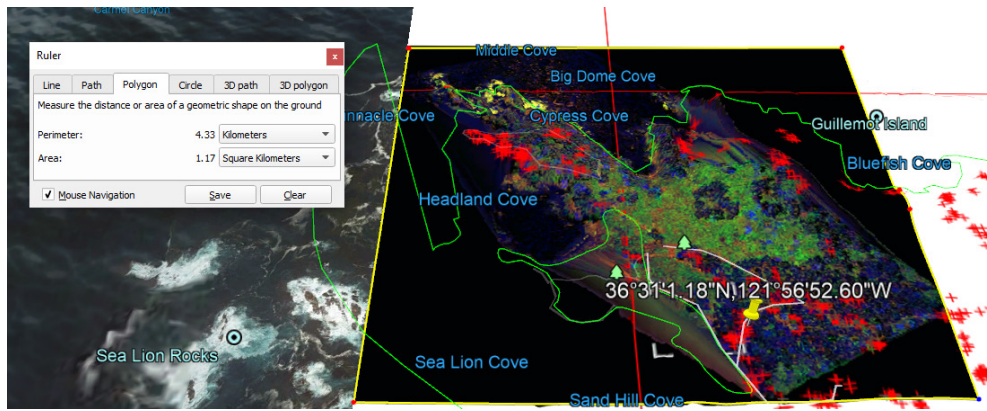 Carmel Canyon
Ruler
x
Line Path Polygon Circle 3D path 3D polygon
Measure the distance or area of a geometric shape on the ground
Perimeter: 4.33 Kilometers
Area: 1.17 Square Kilometers
Mouse Navigation Save Clear
Middle Cove
Big Dome Cove
Cove
Cypress Cove
Guillemot Island
Bluefish Cove
Headland Cove
36°31'1.18"N,121°56'52.60"W
Sea Lion Rocks
Sea Lion Cove
Sand Hill Cove